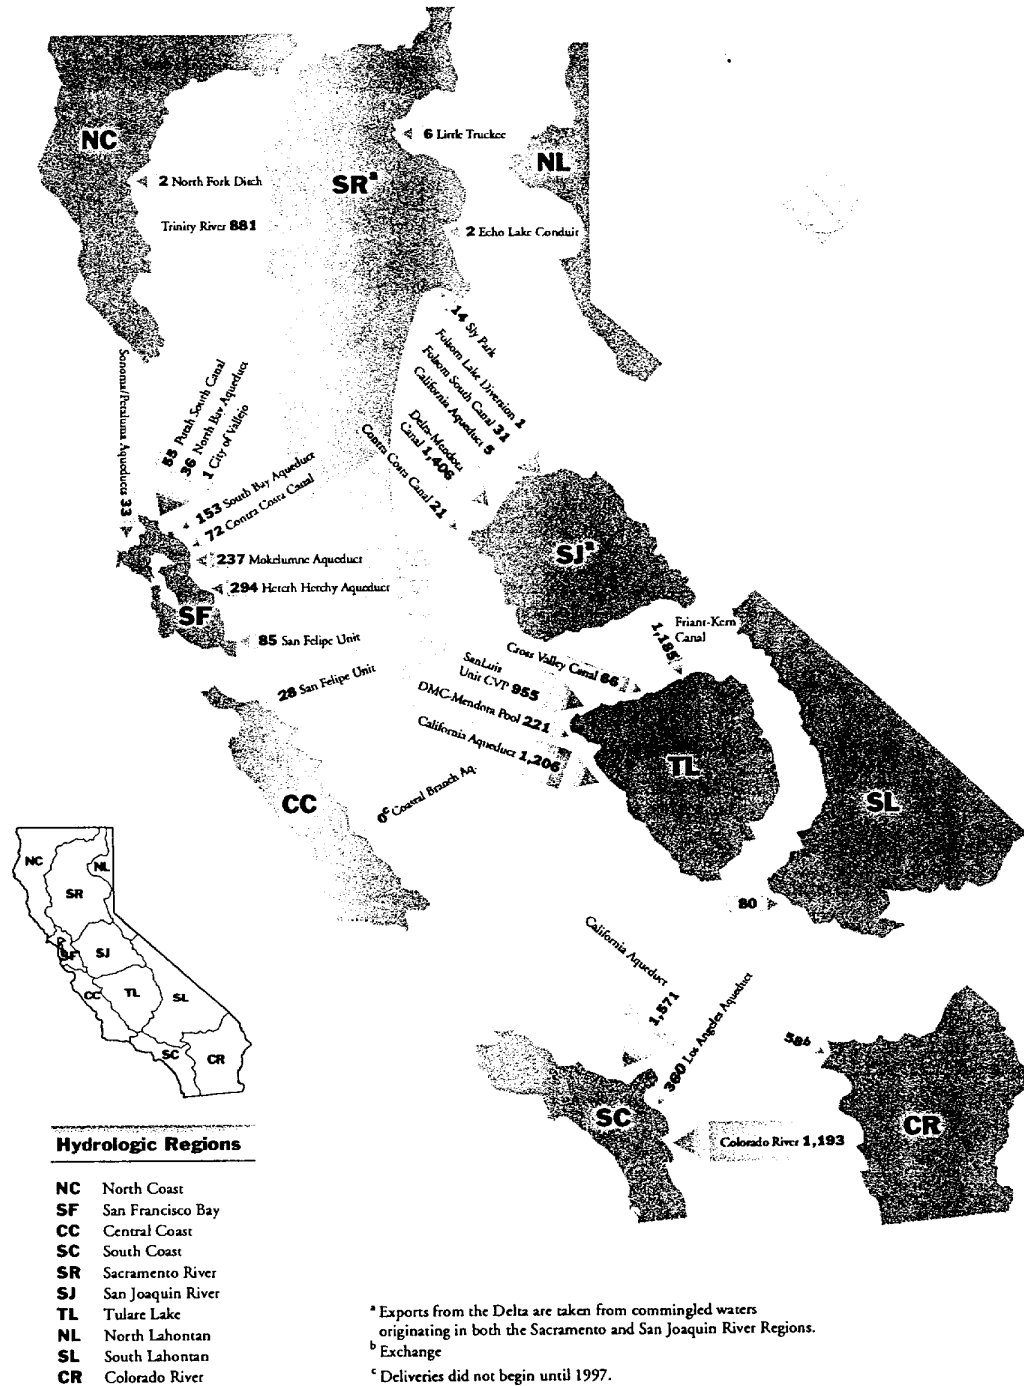 NC
SRᵃ
NL
6 Little Truckee
2 North Fork Ditch
Trinity River 881
2 Echo Lake Conduit
14 Sly Park
Folsom Lake Diversion 1
Folsom South Canal 31
California Aqueduct 5
Delta-Mendota
Canal 1,406
Contra Costa Canal 21
Sonoma/Petaluma Aqueducts 33
55 Putah South Canal
36 North Bay Aqueduct
1 City of Vallejo
153 South Bay Aqueduct
72 Contra Costa Canal
237 Mokelumne Aqueduct
294 Hetch Hetchy Aqueduct
SF
85 San Felipe Unit
28 San Felipe Unit
SJᵃ
Friant-Kern
Canal
1,185
Cross Valley Canal 66
SanLuis
Unit CVP 955
DMC-Mendora Pool 221
California Aqueduct 1,206
0ᶜ Coastal Branch Aq.
CC
TL
SL
80
California Aqueduct
1,571
360 Los Angeles Aqueduct
SC
Colorado River 1,193
CR
NC
NL
SR
SF
SJ
CC
TL
SL
SC
CR
Hydrologic Regions
NC North Coast
SF San Francisco Bay
CC Central Coast
SC South Coast
SR Sacramento River
SJ San Joaquin River
TL Tulare Lake
NL North Lahontan
SL South Lahontan
CR Colorado River
ᵃ Exports from the Delta are taken from commingled waters
originating in both the Sacramento and San Joaquin River Regions.
ᵇ Exchange
ᶜ Deliveries did not begin until 1997.